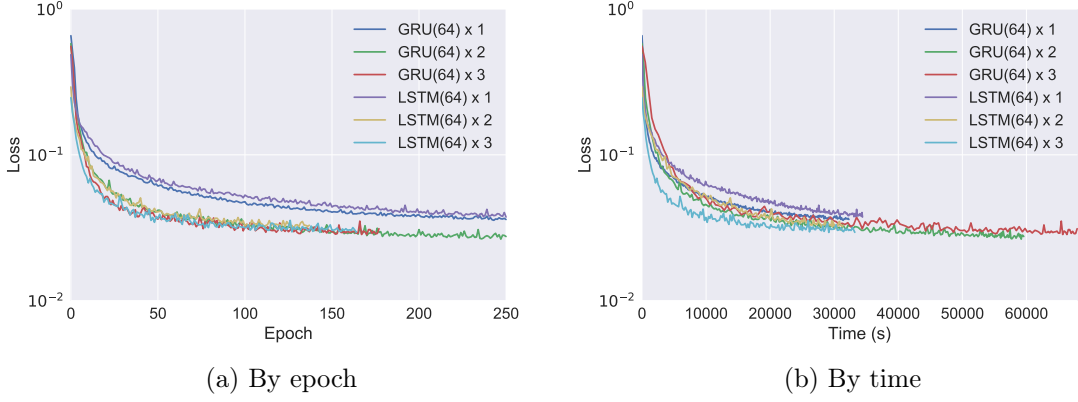 10^0
10^-1
10^-2
Loss
0
50
100
150
200
250
Epoch
GRU(64) x 1
GRU(64) x 2
GRU(64) x 3
LSTM(64) x 1
LSTM(64) x 2
LSTM(64) x 3
(a) By epoch
10^0
10^-1
10^-2
Loss
0
10000
20000
30000
40000
50000
60000
Time (s)
GRU(64) x 1
GRU(64) x 2
GRU(64) x 3
LSTM(64) x 1
LSTM(64) x 2
LSTM(64) x 3
(b) By time